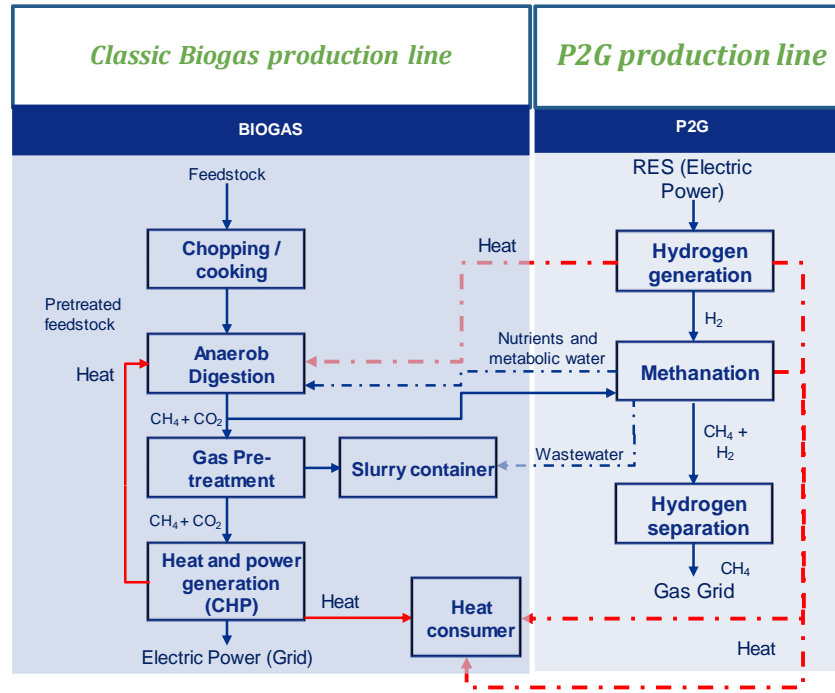 Classic Biogas production line
P2G production line
BIOGAS
P2G
Feedstock
RES (Electric
Power)
Chopping /
cooking
Heat
Hydrogen
generation
Pretreated
feedstock
H₂
Nutrients and
metabolic water
Anaerob
Digestion
Heat
Methanation
CH₄ + CO₂
CH₄ +
H₂
Gas Pre-
treatment
Slurry container
Wastewater
Hydrogen
separation
CH₄ + CO₂
Heat and power
generation
(CHP)
CH₄
Gas Grid
Heat
Heat
consumer
Heat
Electric Power (Grid)